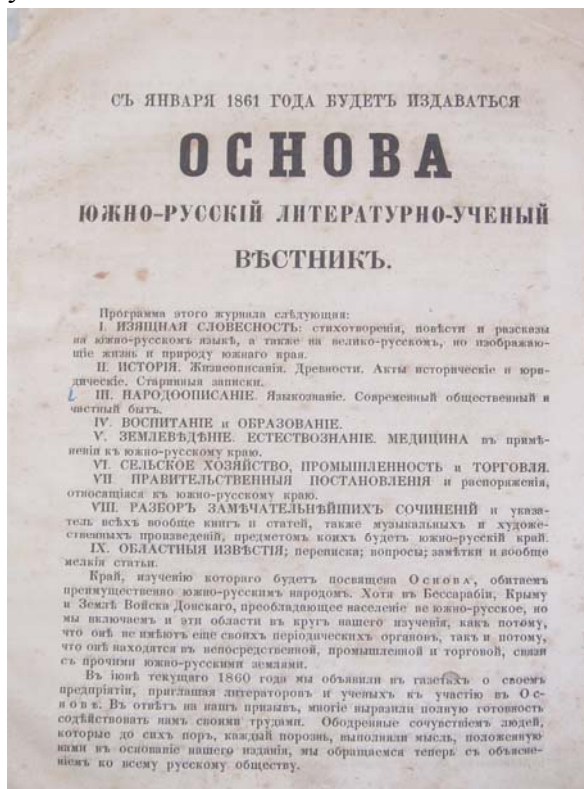 СЪ ЯНВАРЯ 1861 ГОДА БУДЕТЪ ИЗДАВАТЬСЯ
ОСНОВА
ЮЖНО-РУССКІЙ ЛИТЕРАТУРНО-УЧЕНЫЙ
ВѢСТНИКЪ.
Программа этого журнала слѣдующая:
I. ИЗЯЩНАЯ СЛОВЕСНОСТЬ: стихотворенія, повѣсти и разсказы
на южно-русскомъ языкѣ, а также на велико-русскомъ, но изображаю-
щіе жизнь и природу южнаго края.
II. ИСТОРІЯ. Жизнеописанія. Древности. Акты историческіе и юри-
дическіе. Старинныя записки.
III. НАРОДООПИСАНІЕ. Языкознаніе. Современный общественный и
частный бытъ.
IV. ВОСПИТАНІЕ и ОБРАЗОВАНІЕ.
V. ЗЕМЛЕВѢДѢНІЕ. ЕСТЕСТВОЗНАНІЕ. МЕДИЦИНА въ примѣ-
неніи къ южно-русскому краю.
VI. СЕЛЬСКОЕ ХОЗЯЙСТВО, ПРОМЫШЛЕННОСТЬ и ТОРГОВЛЯ.
VII. ПРАВИТЕЛЬСТВЕННЫЯ ПОСТАНОВЛЕНІЯ и распоряженія,
относящіяся къ южно-русскому краю.
VIII. РАЗБОРЪ ЗАМѢЧАТЕЛЬНѢЙШИХЪ СОЧИНЕНІЙ и указа-
тель всѣхъ вообще книгъ и статей, также музыкальныхъ и художе-
ственныхъ произведеній, предметомъ коихъ будетъ южно-русскій край.
IX. ОБЛАСТНЫЯ ИЗВѢСТІЯ; переписка; вопросы; замѣтки и вообще
мелкія статьи.
Край, изученію котораго будетъ посвящена Основа, обитаемъ
преимущественно южно-русскимъ народомъ. Хотя въ Бессарабіи, Крыму
и Землѣ Войска Донскаго, преобладающее населеніе не южно-русское, но
мы включаемъ и эти области въ кругъ нашего изученія, какъ потому,
что онѣ не имѣютъ еще своихъ періодическихъ органовъ, такъ и потому,
что онѣ находятся въ непосредственной, промышленной и торговой, связи
съ прочими южно-русскими землями.
Въ іюнѣ текущаго 1860 года мы объявили въ газетахъ о своемъ
предпріятіи, приглашая литераторовъ и ученыхъ къ участію въ Ос-
новѣ. Въ отвѣтъ на нашъ призывъ, многіе выразили полную готовность
содѣйствовать намъ своими трудами. Ободренные сочувствіемъ людей,
которые до сихъ поръ, каждый порознь, выполняли мысль, положенную
нами въ основаніе нашего изданія, мы обращаемся теперь съ объясне-
ніемъ ко всему русскому обществу.